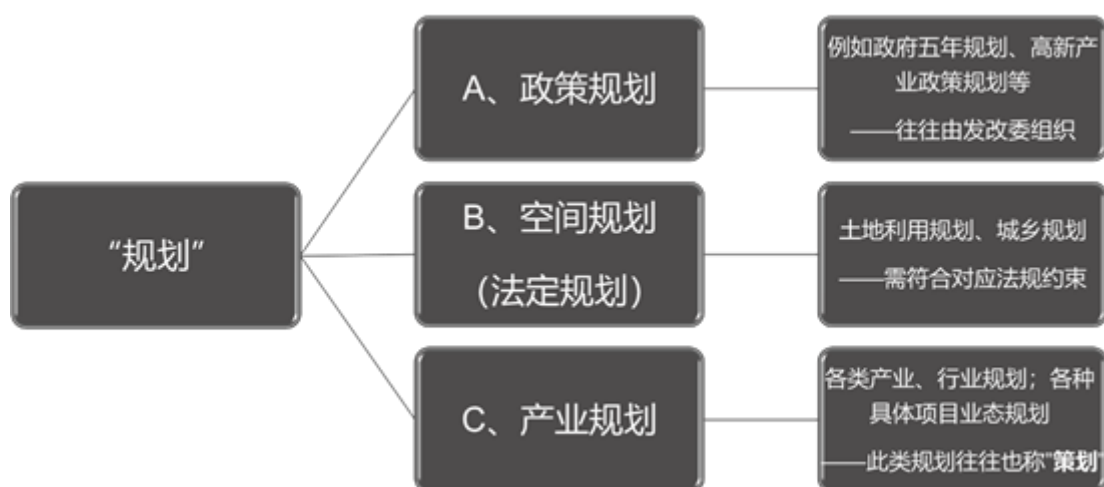 “规划”
A、政策规划
例如政府五年规划、高新产
业政策规划等
——往往由发改委组织
B、空间规划
（法定规划）
土地利用规划、城乡规划
——需符合对应法规约束
C、产业规划
各类产业、行业规划；各种
具体项目业态规划
——此类规划往往也称"策划"